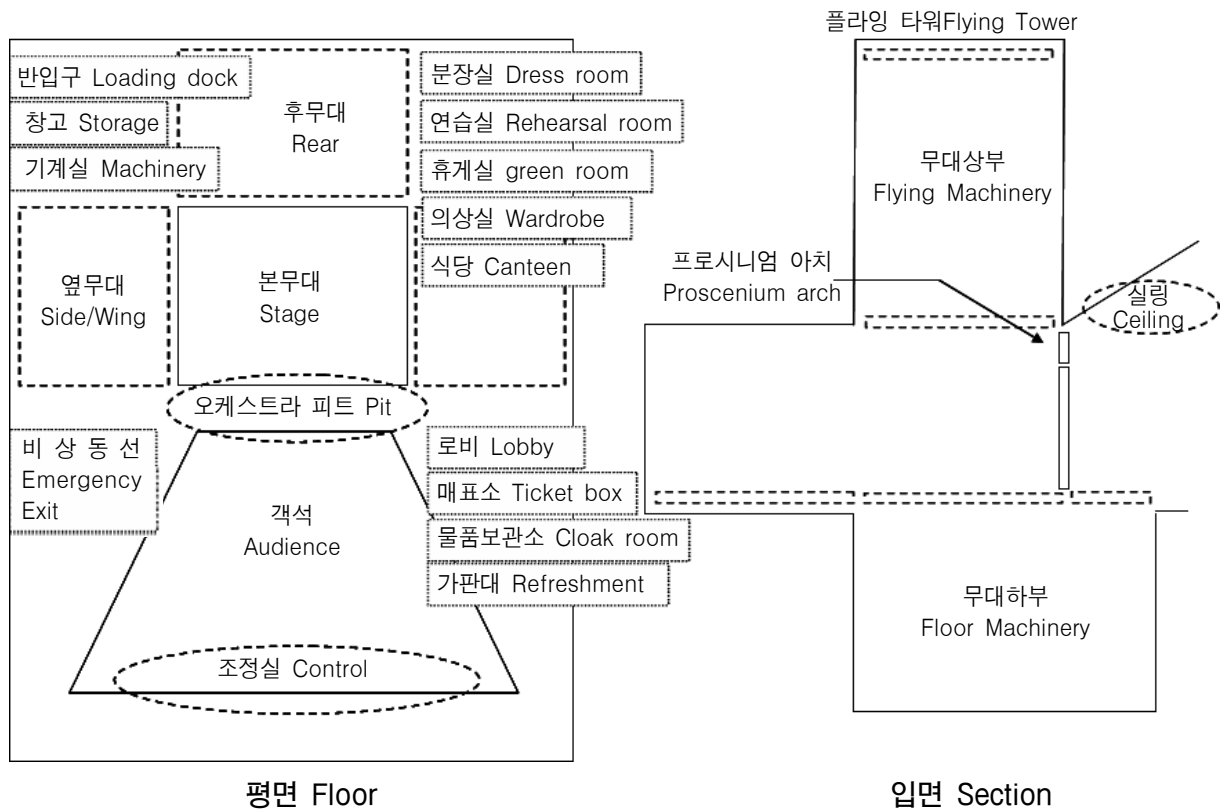 반입구 Loading dock
창고 Storage
기계실 Machinery
후무대
Rear
분장실 Dress room
연습실 Rehearsal room
휴게실 green room
의상실 Wardrobe
식당 Canteen
옆무대
Side/Wing
본무대
Stage
오케스트라 피트 Pit
비 상 동 선
Emergency
Exit
객석
Audience
로비 Lobby
매표소 Ticket box
물품보관소 Cloak room
가판대 Refreshment
조정실 Control
평면 Floor
플라잉 타워Flying Tower
무대상부
Flying Machinery
프로시니엄 아치
Proscenium arch
실링
Ceiling
무대하부
Floor Machinery
입면 Section